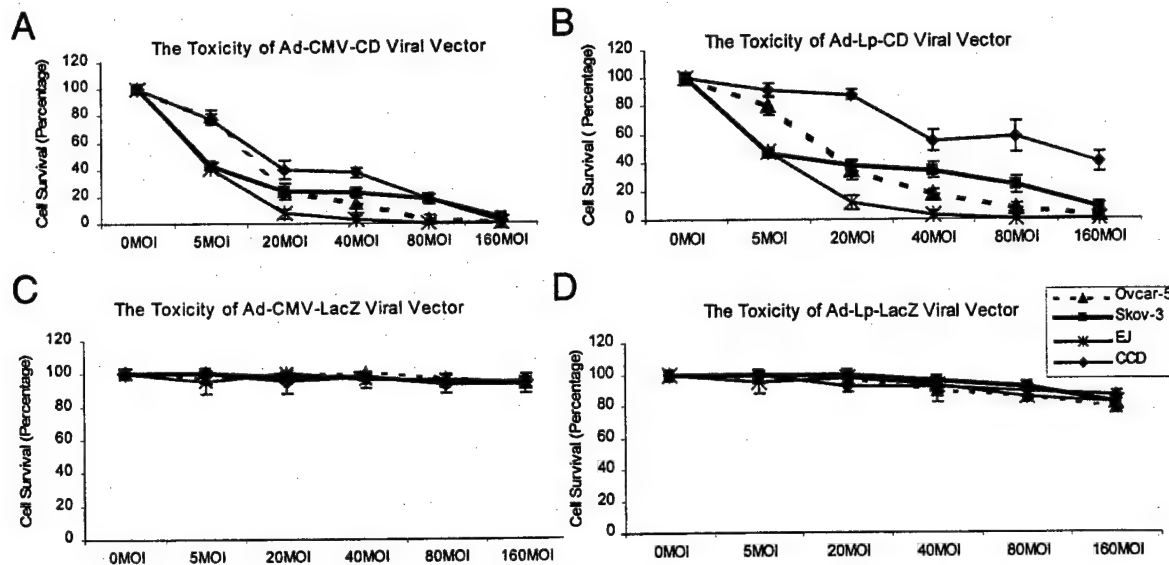 A
The Toxicity of Ad-CMV-CD Viral Vector
Cell Survival (Percentage)
120
100
80
60
40
20
0
0MOI 5MOI 20MOI 40MOI 80MOI 160MOI
B
The Toxicity of Ad-Lp-CD Viral Vector
Cell Survival ( Percentage)
120
100
80
60
40
20
0
0MOI 5MOI 20MOI 40MOI 80MOI 160MOI
C
The Toxicity of Ad-CMV-LacZ Viral Vector
Cell Survival (Percentage)
120
100
80
60
40
20
0
0MOI 5MOI 20MOI 40MOI 80MOI 160MOI
D
The Toxicity of Ad-Lp-LacZ Viral Vector
Cell Survival (Percentage)
120
100
80
60
40
20
0
0MOI 5MOI 20MOI 40MOI 80MOI 160MOI
Ovcar-5
Skov-3
EJ
CCD